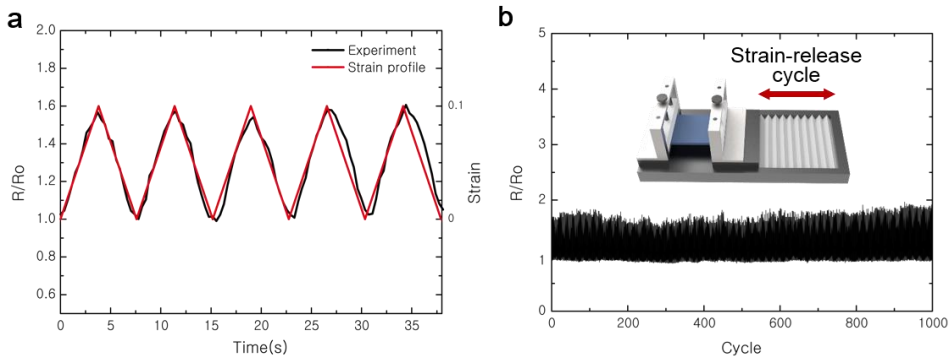 a
2.0
1.8
1.6
1.4
1.2
1.0
0.8
0.6
R/Ro
Experiment
Strain profile
0.1
0
Strain
0 5 10 15 20 25 30 35
Time(s)
b
5
4
3
2
1
0
R/Ro
Strain-release
cycle
0 200 400 600 800 1000
Cycle